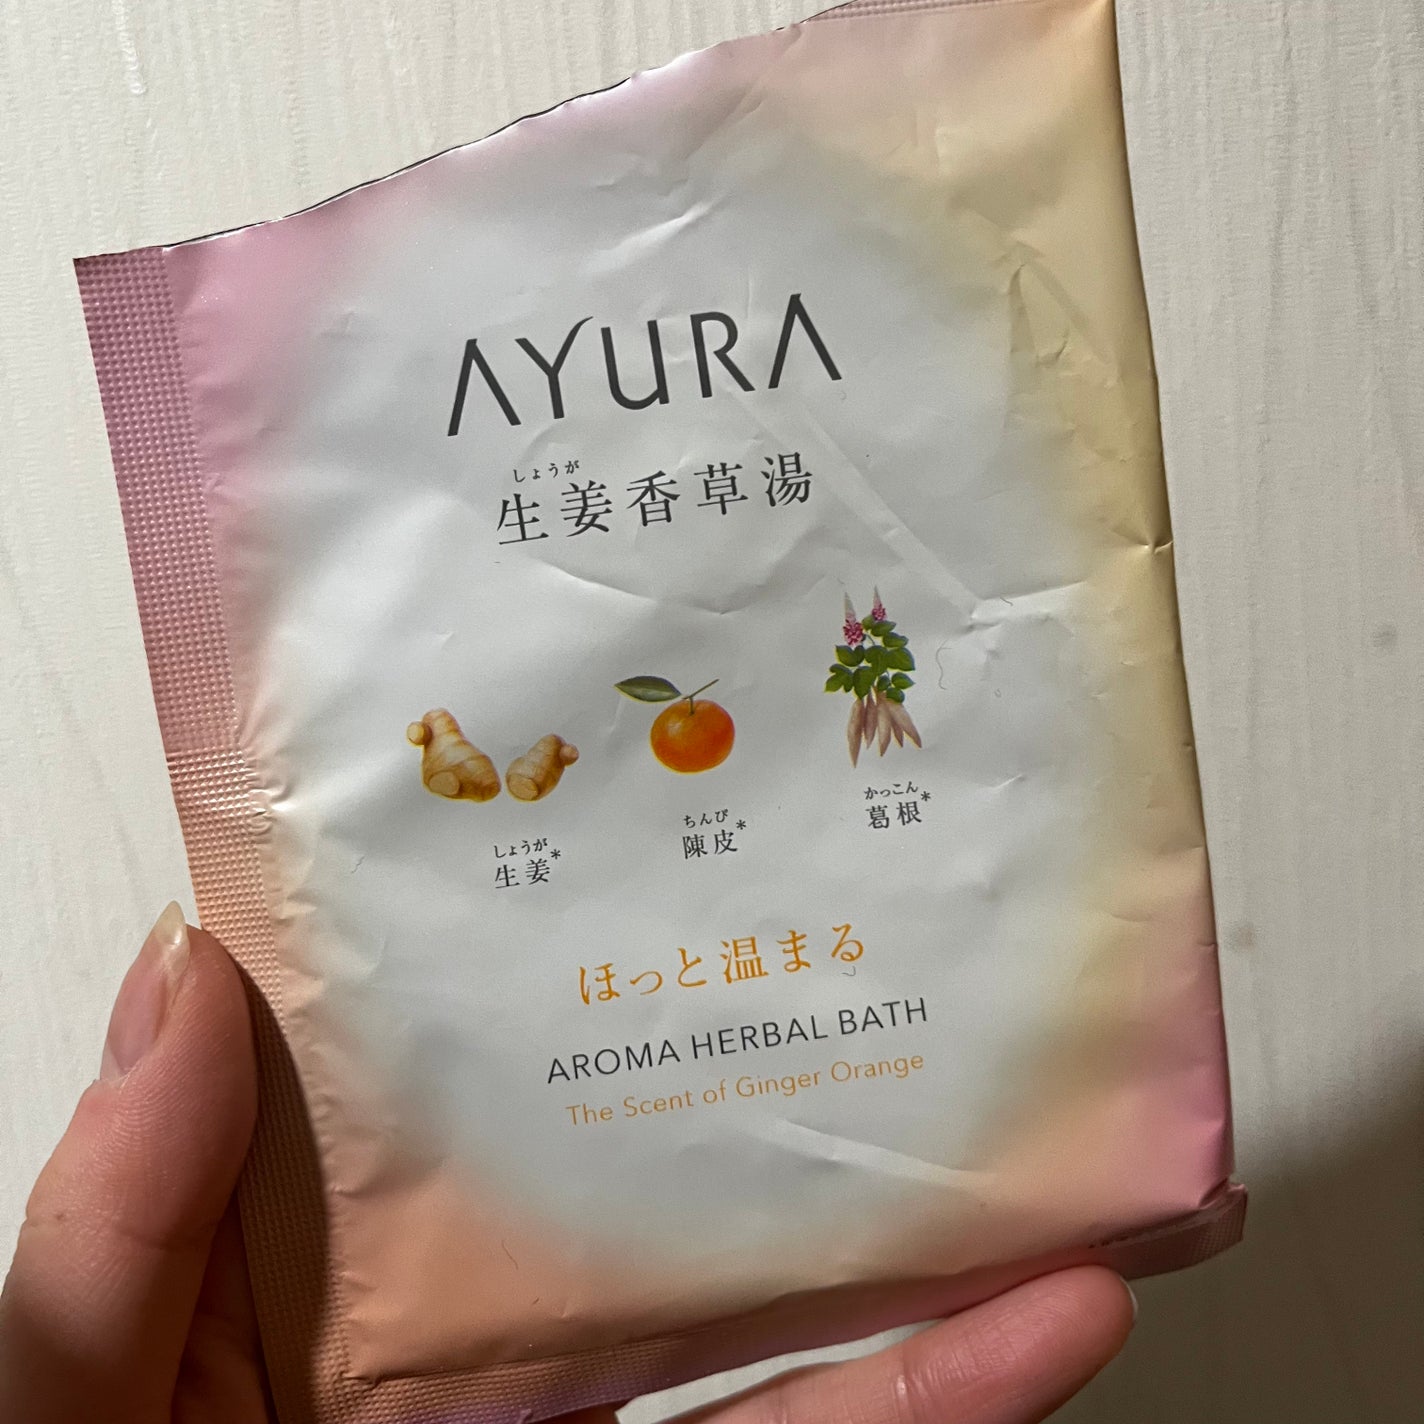 AYURA
しょうが
生姜香草湯
しょうが
生姜*
ちんぴ
陳皮*
かっこん
葛根*
ほっと温まる
AROMA HERBAL BATH
The Scent of Ginger Orange